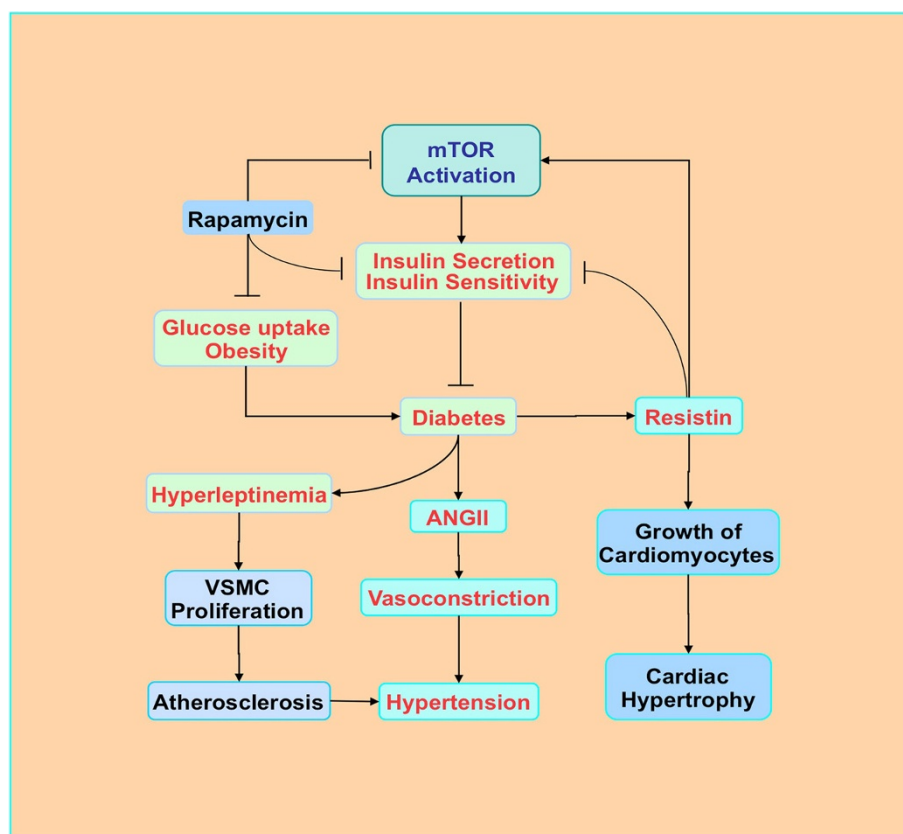 mTOR
Activation
Rapamycin
Insulin Secretion
Insulin Sensitivity
Glucose uptake
Obesity
Diabetes
Resistin
Hyperleptinemia
ANGII
Growth of
Cardiomyocytes
VSMC
Proliferation
Vasoconstriction
Atherosclerosis
Hypertension
Cardiac
Hypertrophy